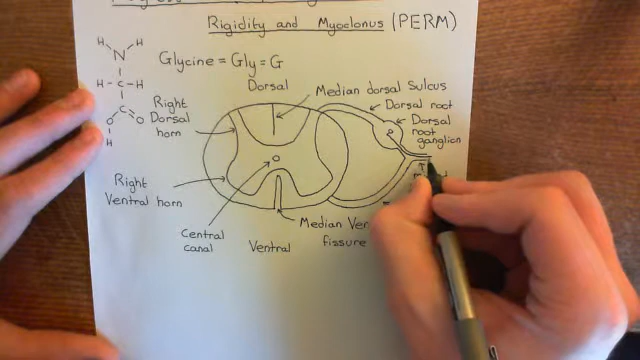 Rigidity and Myoclonus (PERM)
Glycine = Gly = G
H
H
N
H - C - H
C
O
O
H
Dorsal
Median dorsal sulcus
Right
Dorsal
horn
Dorsal root
Dorsal
root
ganglion
Right
Ventral horn
Central
canal
Ventral
Median
fissure